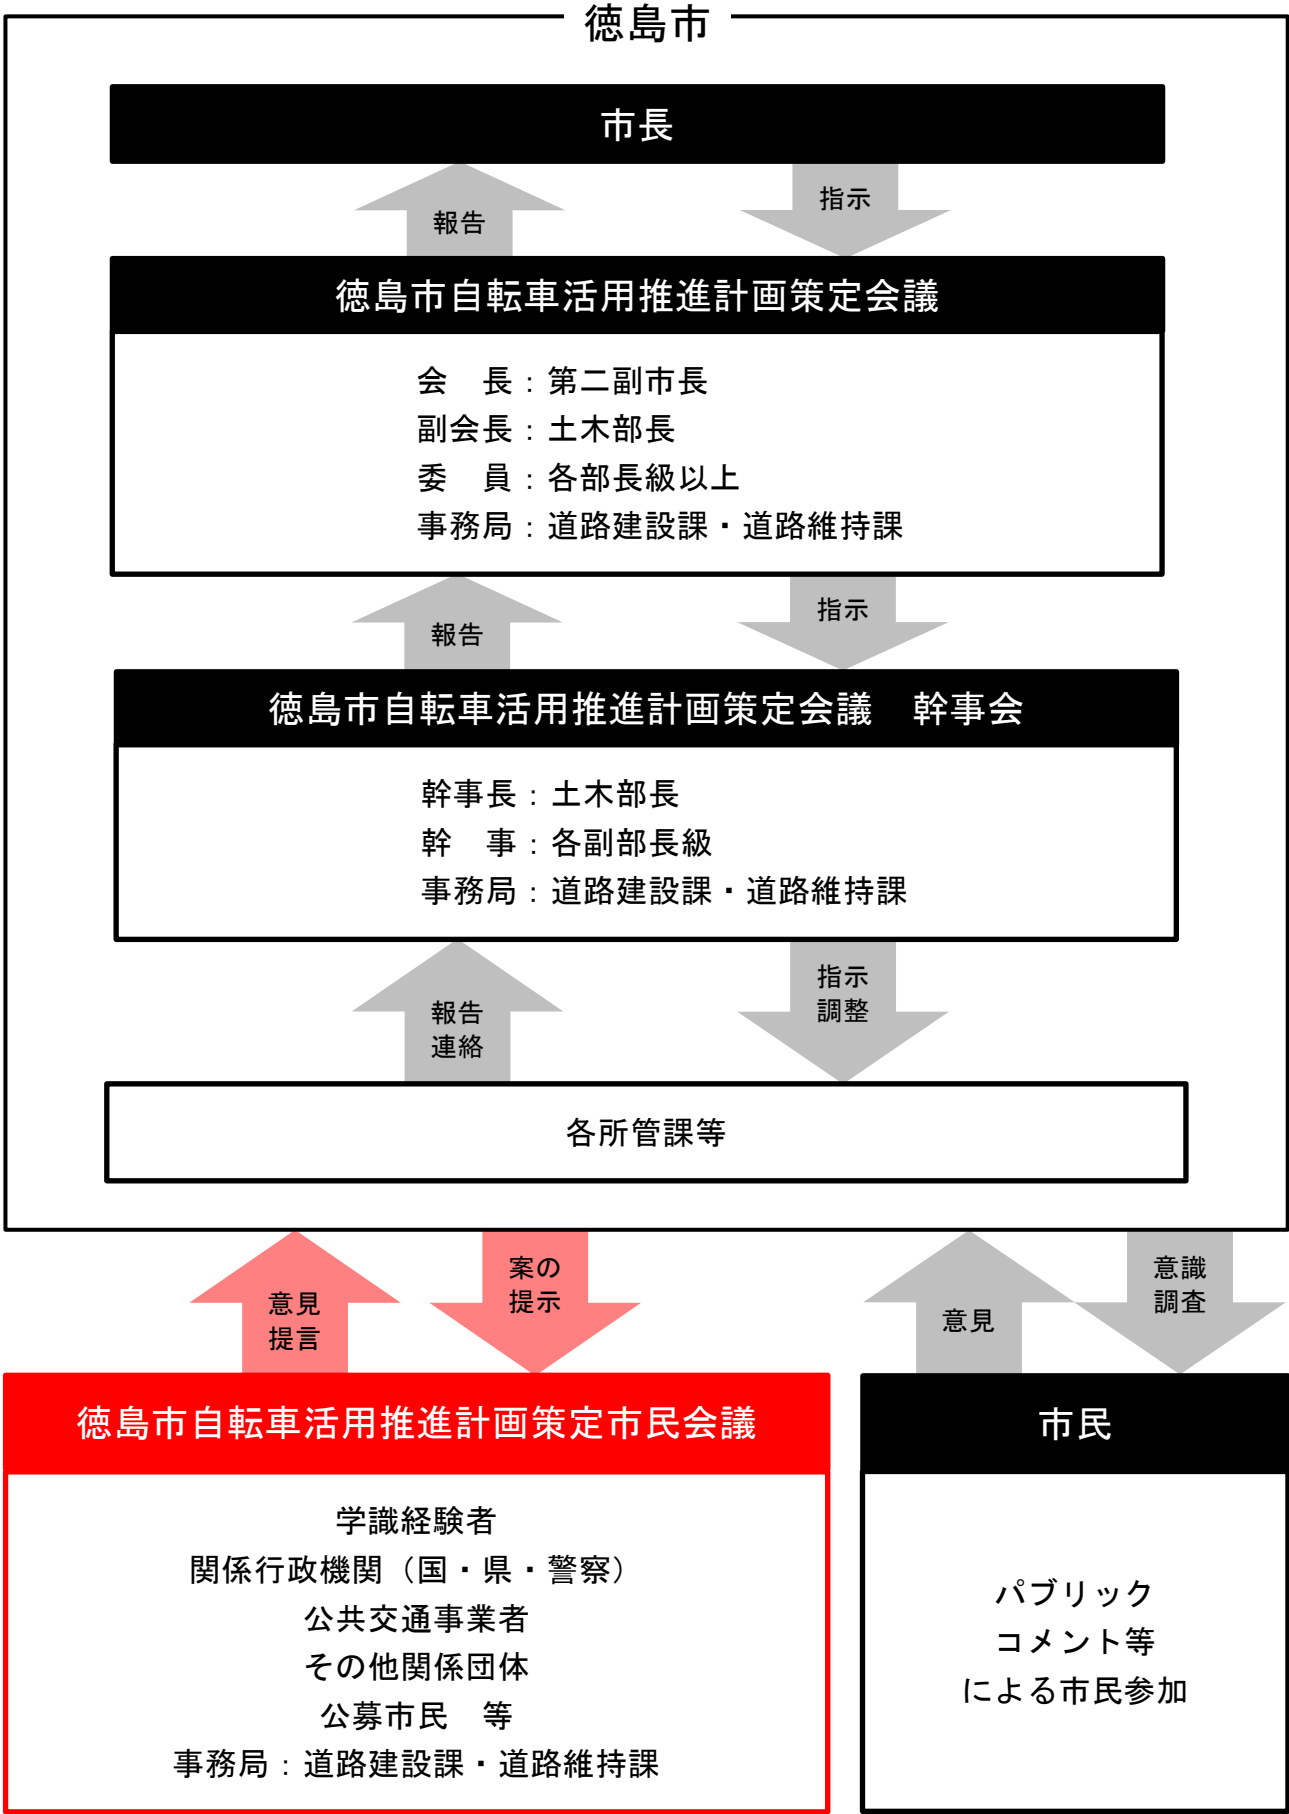 徳島市
市長
報告
指示
徳島市自転車活用推進計画策定会議
会　長：第二副市長
副会長：土木部長
委　員：各部長級以上
事務局：道路建設課・道路維持課
報告
指示
徳島市自転車活用推進計画策定会議　幹事会
幹事長：土木部長
幹　事：各副部長級
事務局：道路建設課・道路維持課
報告
連絡
指示
調整
各所管課等
意見
提言
案の
提示
意見
意識
調査
徳島市自転車活用推進計画策定市民会議
学識経験者
関係行政機関（国・県・警察）
公共交通事業者
その他関係団体
公募市民　等
事務局：道路建設課・道路維持課
市民
パブリック
コメント等
による市民参加